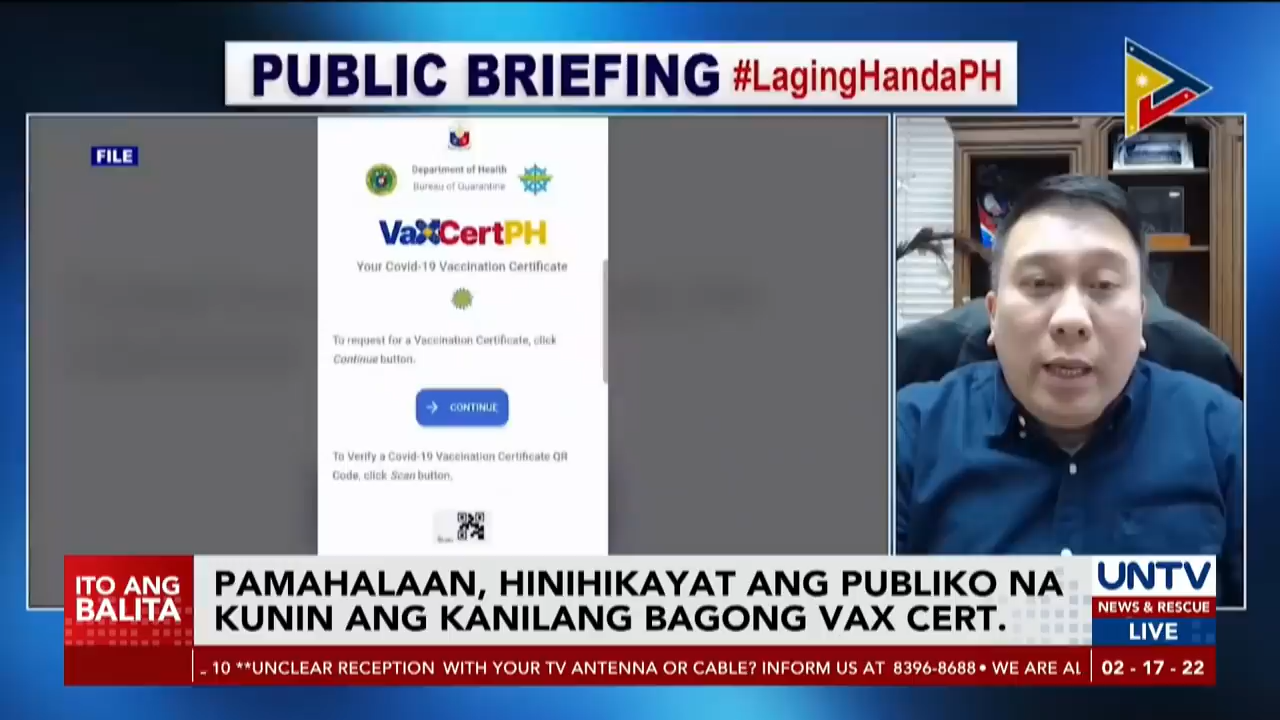 PUBLIC BRIEFING #LagingHandaPH
FILE
Department of Health
Bureau of Quarantine
VaxCertPH
Your Covid-19 Vaccination Certificate
To request for a Vaccination Certificate, click
Continue button.
→ CONTINUE
To Verify a Covid-19 Vaccination Certificate QR
Code, click Scan button.
ITO ANG
BALITA
PAMAHALAAN, HINIHIKAYAT ANG PUBLIKO NA
KUNIN ANG KANILANG BAGONG VAX CERT.
UNTV
NEWS & RESCUE
LIVE
10 **UNCLEAR RECEPTION WITH YOUR TV ANTENNA OR CABLE? INFORM US AT 8396-8688 • WE ARE AL
02 - 17 - 22